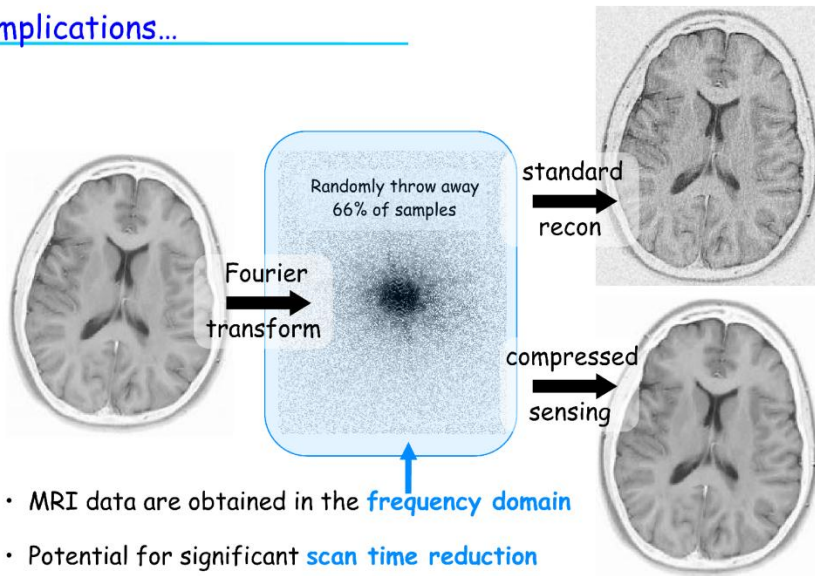 mplications...
Randomly throw away
66% of samples
standard
recon
Fourier
transform
compressed
sensing
· MRI data are obtained in the frequency domain
· Potential for significant scan time reduction